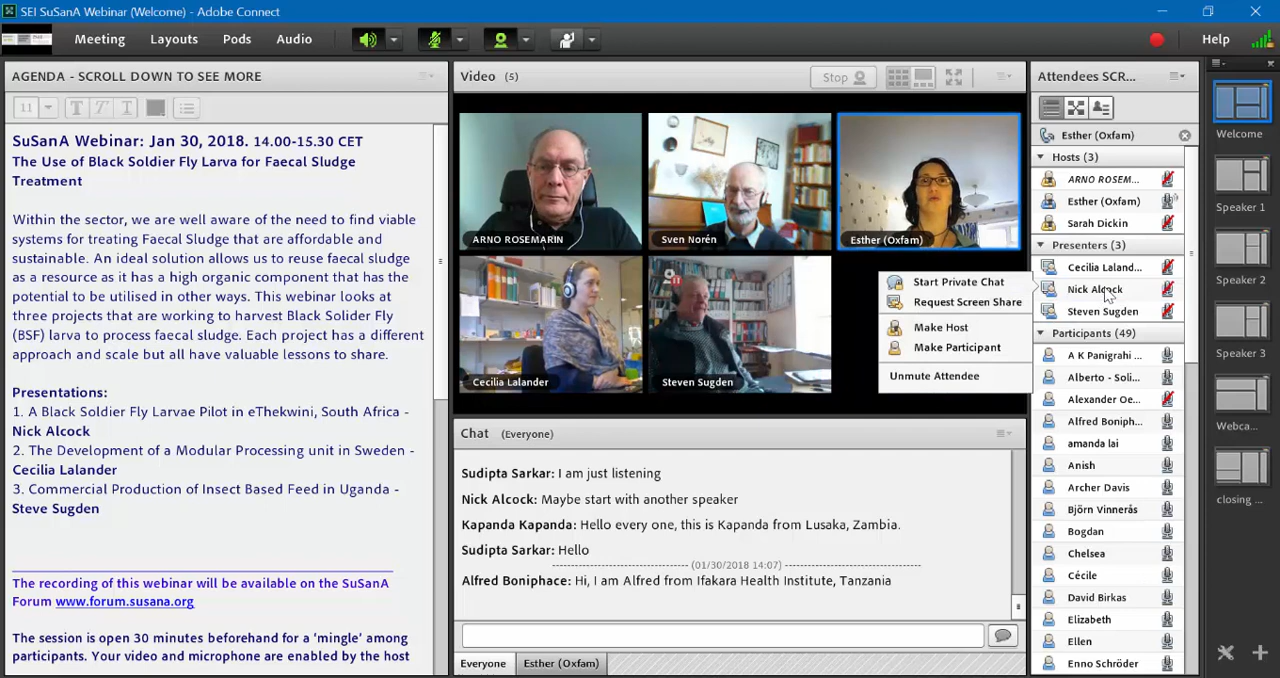 SEI SuSanA Webinar (Welcome) - Adobe Connect
Meeting Layouts Pods Audio Help
AGENDA - SCROLL DOWN TO SEE MORE
11
SuSanA Webinar: Jan 30, 2018. 14.00-15.30 CET
The Use of Black Soldier Fly Larva for Faecal Sludge
Treatment
Within the sector, we are well aware of the need to find viable
systems for treating Faecal Sludge that are affordable and
sustainable. An ideal solution allows us to reuse faecal sludge
as a resource as it has a high organic component that has the
potential to be utilised in other ways. This webinar looks at
three projects that are working to harvest Black Solider Fly
(BSF) larva to process faecal sludge. Each project has a different
approach and scale but all have valuable lessons to share.
Presentations:
1. A Black Soldier Fly Larvae Pilot in eThekwini, South Africa -
Nick Alcock
2. The Development of a Modular Processing unit in Sweden -
Cecilia Lalander
3. Commercial Production of Insect Based Feed in Uganda -
Steve Sugden
The recording of this webinar will be available on the SuSanA
Forum www.forum.susana.org
The session is open 30 minutes beforehand for a ‘mingle’ among
participants. Your video and microphone are enabled by the host
Video (5)
Stop
ARNO ROSEMARIN
Sven Norén
Esther (Oxfam)
Cecilia Lalander
Steven Sugden
Start Private Chat
Request Screen Share
Make Host
Make Participant
Unmute Attendee
Chat (Everyone)
Sudipta Sarkar: I am just listening
Nick Alcock: Maybe start with another speaker
Kapanda Kapanda: Hello every one, this is Kapanda from Lusaka, Zambia.
Sudipta Sarkar: Hello
(01/30/2018 14:07)
Alfred Boniphace: Hi, I am Alfred from Ifakara Health Institute, Tanzania
Everyone
Esther (Oxfam)
Attendees SCR...
Esther (Oxfam)
Hosts (3)
ARNO ROSEM...
Esther (Oxfam)
Sarah Dickin
Presenters (3)
Cecilia Laland...
Nick Alcock
Steven Sugden
Participants (49)
A K Panigrahi ...
Alberto - Soli...
Alexander Oe...
Alfred Boniph...
amanda lai
Anish
Archer Davis
Björn Vinnerås
Bogdan
Chelsea
Cécile
David Birkas
Elizabeth
Ellen
Enno Schröder
Welcome
Speaker 1
Speaker 2
Speaker 3
Webca...
closing ...